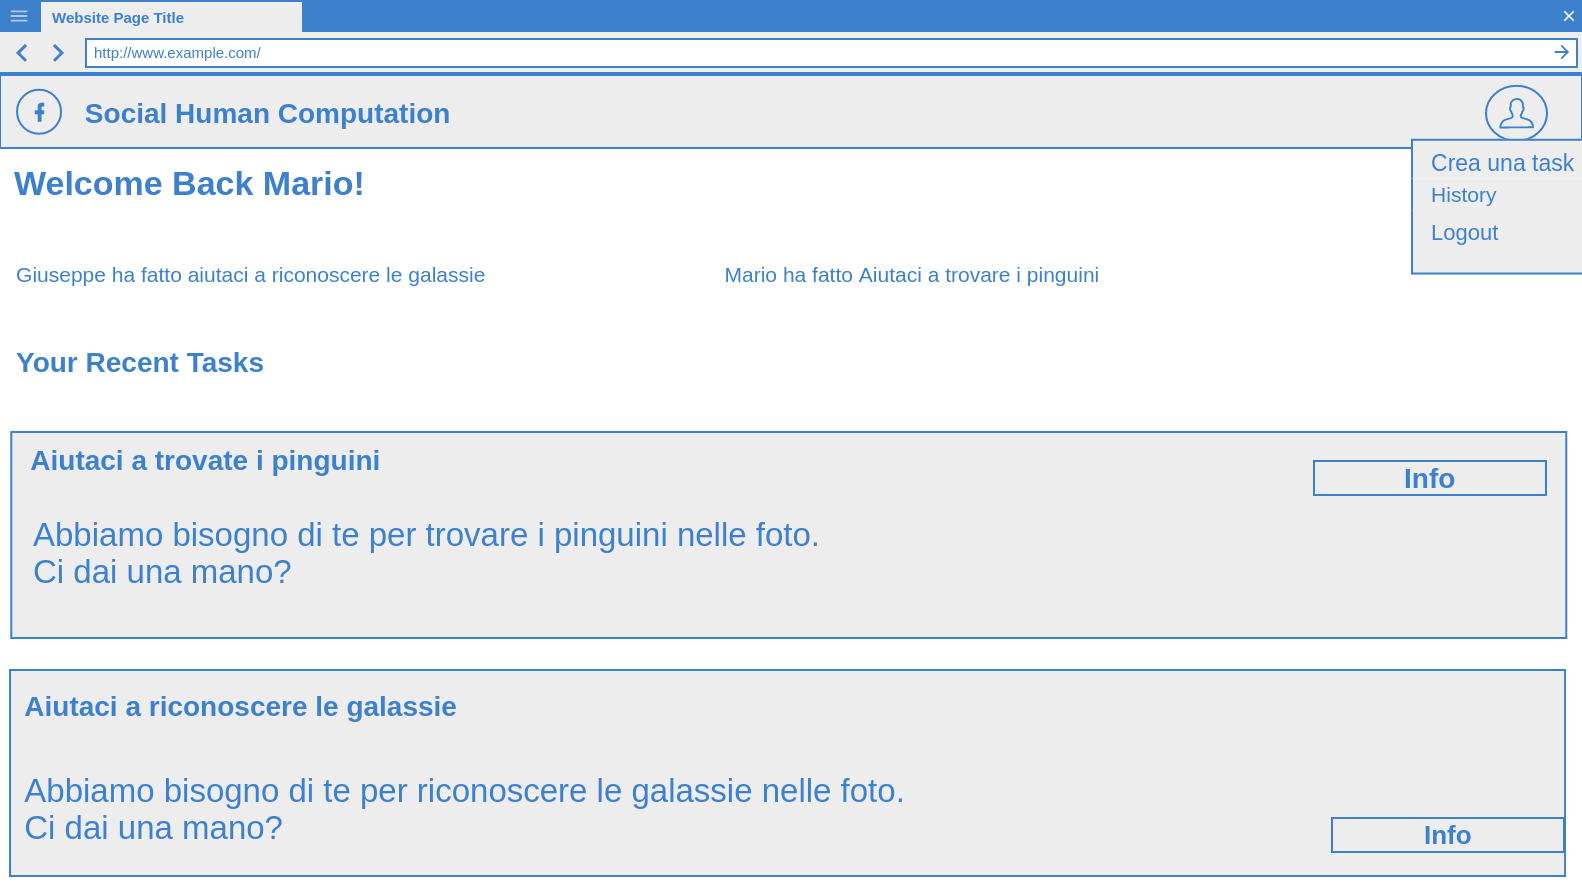 Website Page Title
http://www.example.com/
Social Human Computation
Crea una task
History
Logout
Welcome Back Mario!
Giuseppe ha fatto aiutaci a riconoscere le galassie
Mario ha fatto Aiutaci a trovare i pinguini
Your Recent Tasks
Aiutaci a trovate i pinguini
Info
Abbiamo bisogno di te per trovare i pinguini nelle foto.
Ci dai una mano?
Aiutaci a riconoscere le galassie
Abbiamo bisogno di te per riconoscere le galassie nelle foto.
Ci dai una mano?
Info